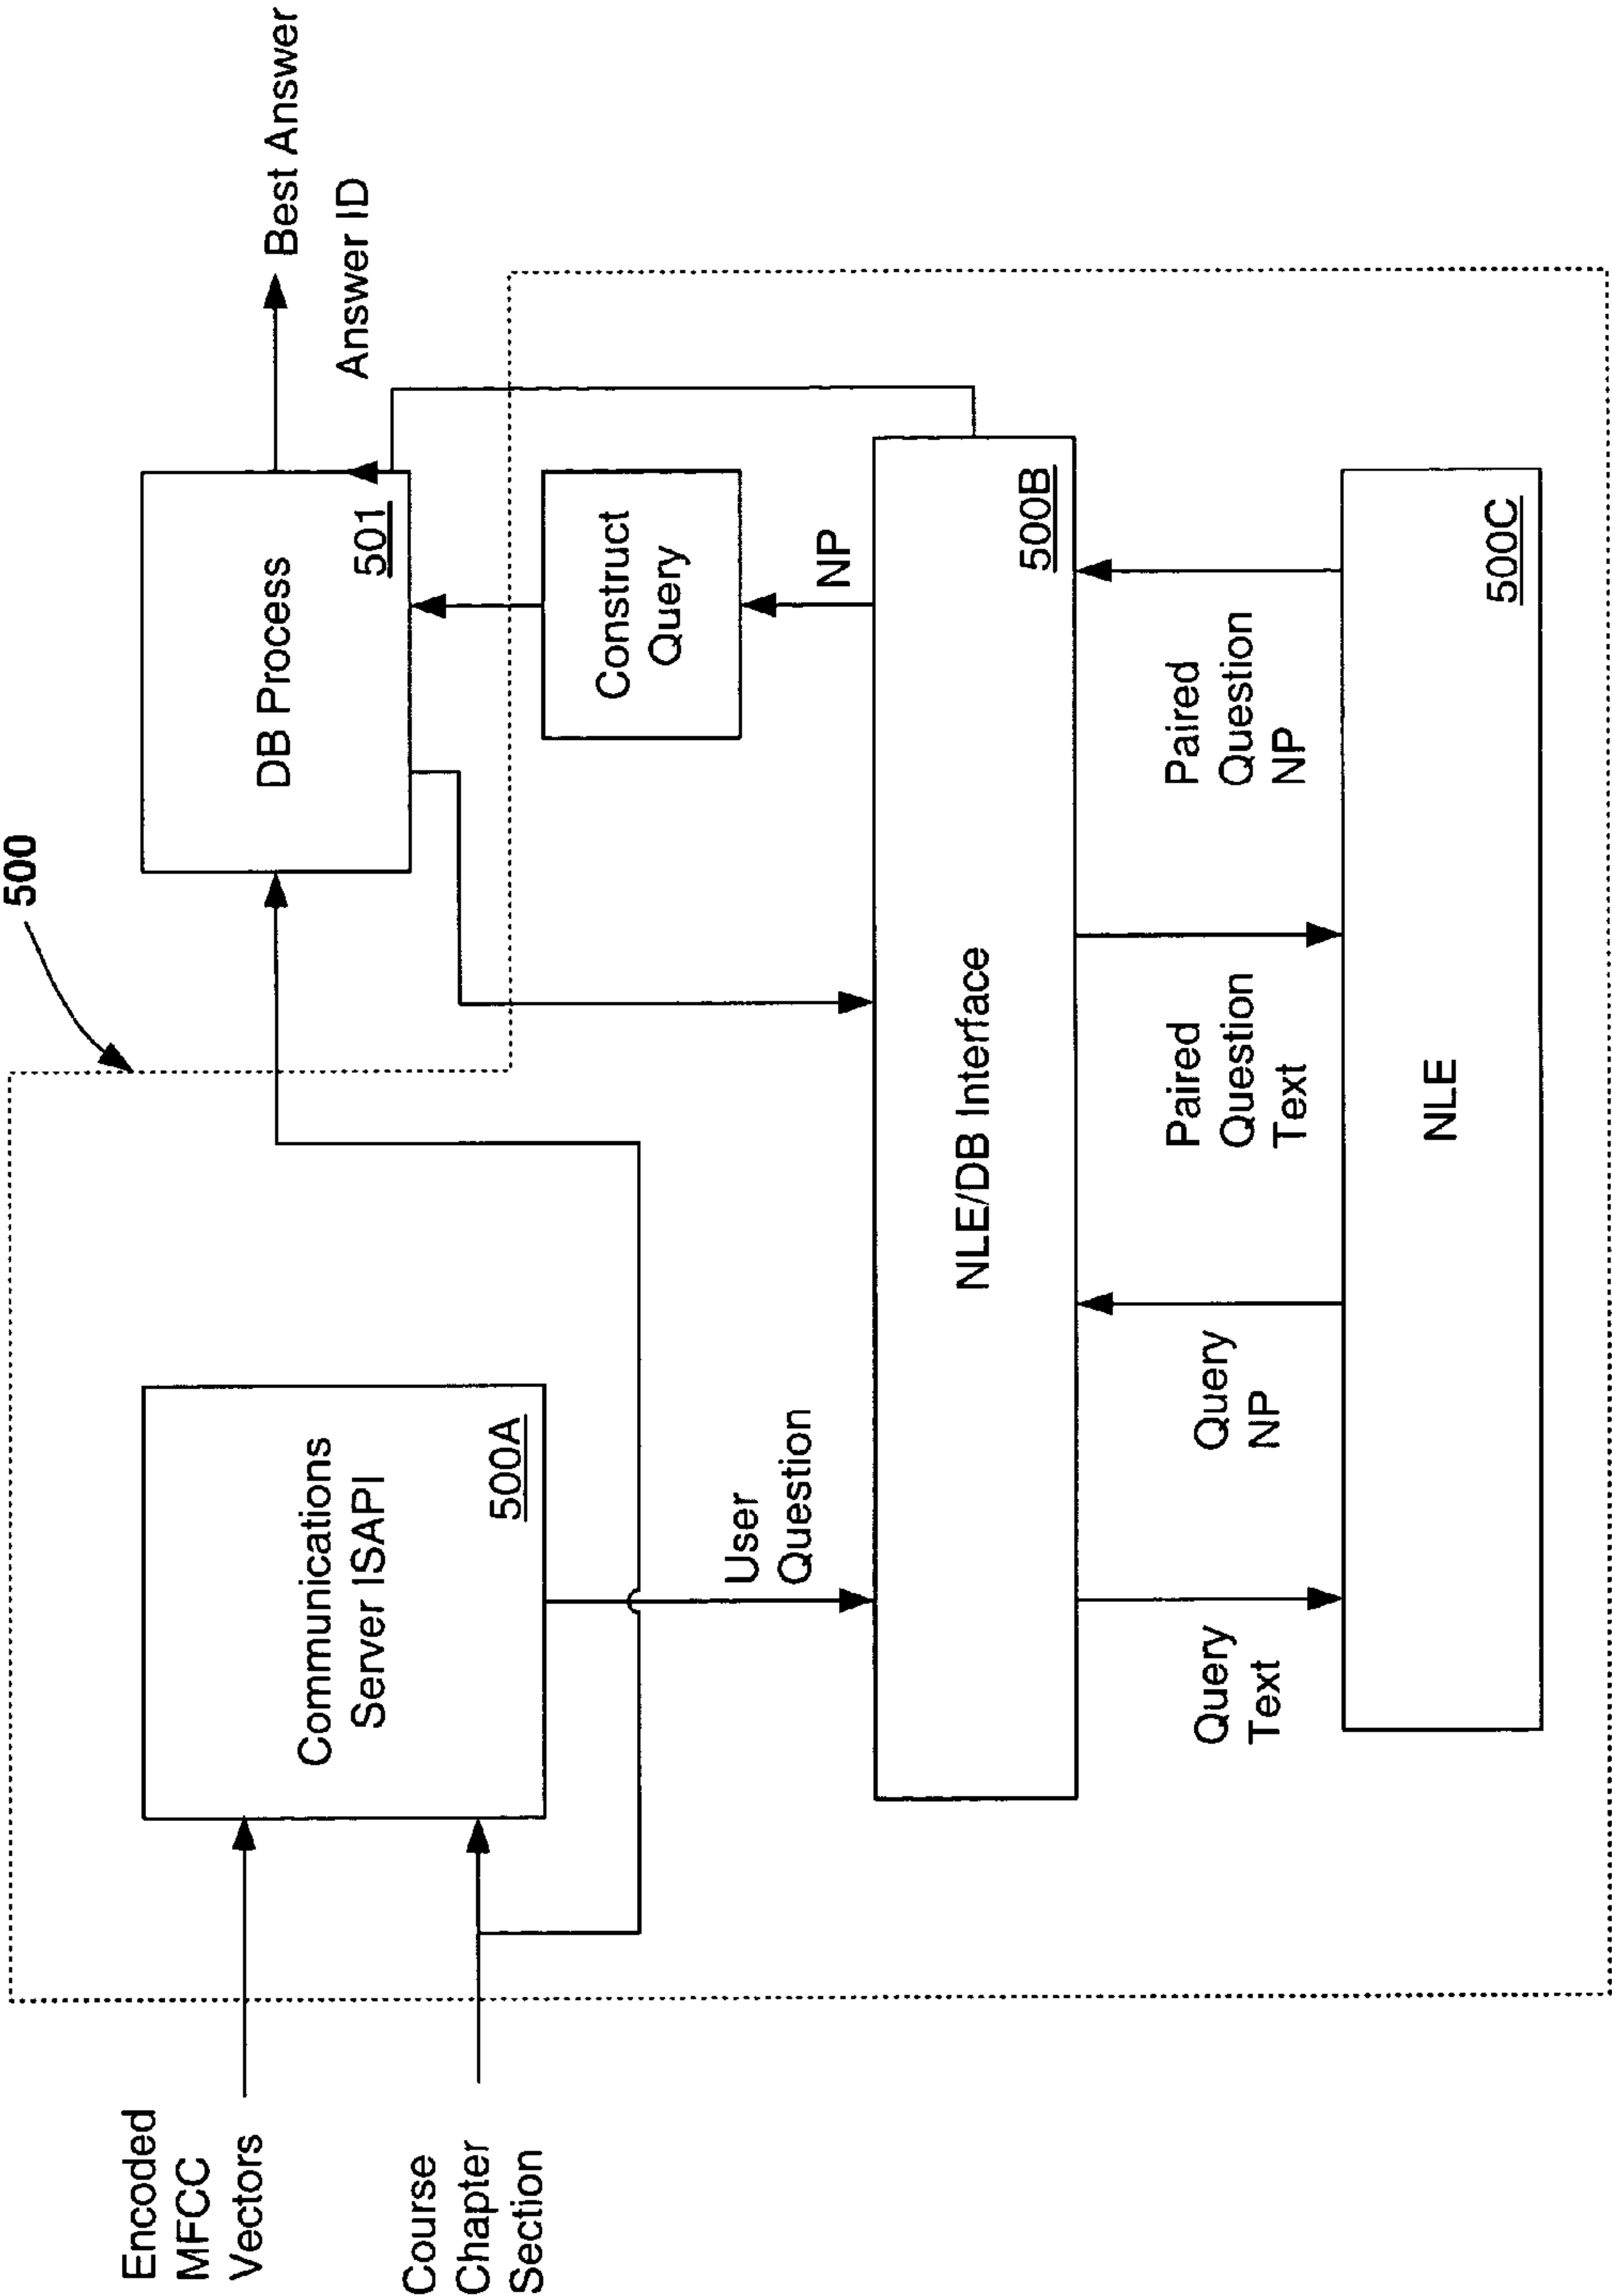 500
Encoded
MFCC
Vectors
Course
Chapter
Section
Communications
Server ISAPI
500A
DB Process
501
Best Answer
Answer ID
User
Question
Construct
Query
NP
NLE/DB Interface
500B
Query
Text
Query
NP
Paired
Question
Text
Paired
Question
NP
NLE
500C